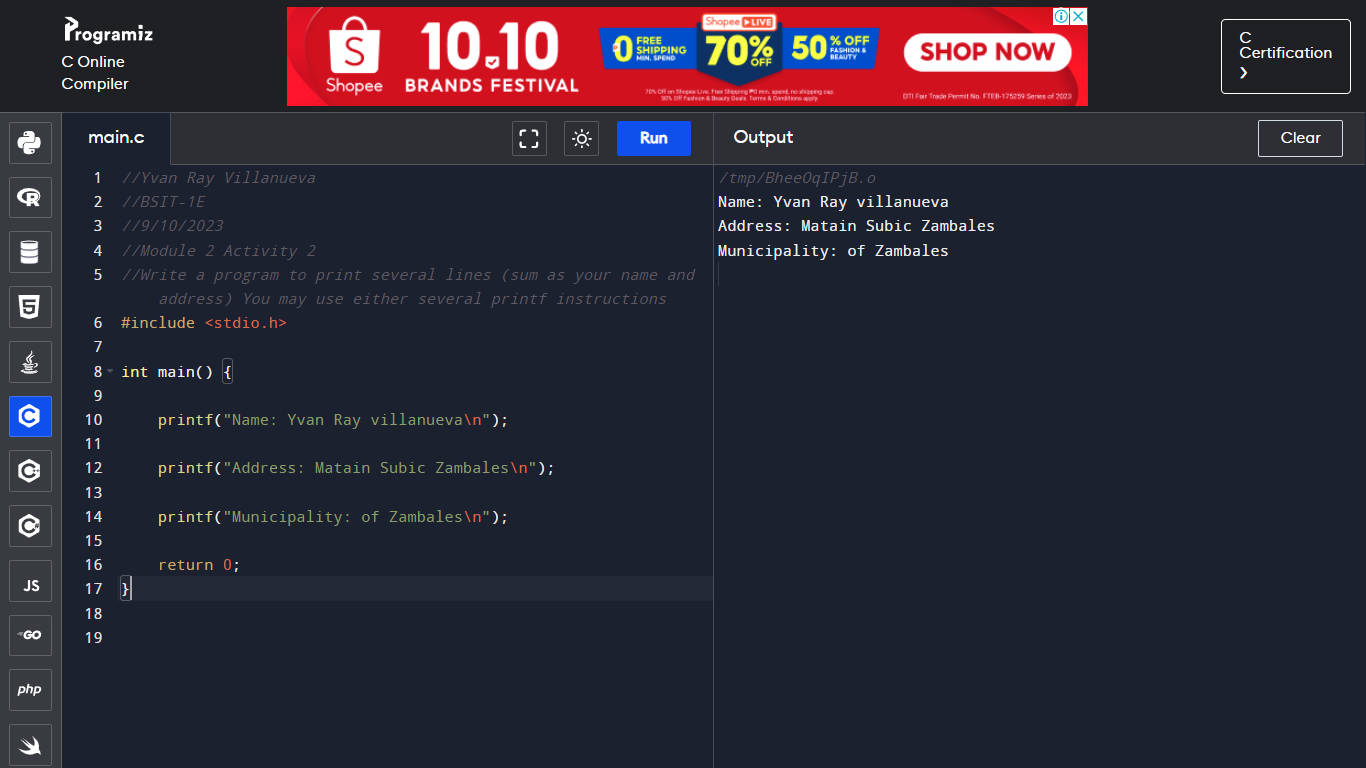 Programiz
C Online
Compiler
Shopee
10.10
BRANDS FESTIVAL
Shopee LIVE
₱0 FREE SHIPPING MIN. SPEND
70% OFF
50% OFF FASHION & BEAUTY
SHOP NOW
70% Off on Shopee Live. Free Shipping ₱0 min. spend, no shipping cap.
50% Off Fashion & Beauty Deals. Terms & Conditions apply.
DTI Fair Trade Permit No. FTEB-175259 Series of 2023
C
Certification
main.c
Run
Output
Clear
1 //Yvan Ray Villanueva
2 //BSIT-1E
3 //9/10/2023
4 //Module 2 Activity 2
5 //Write a program to print several lines (sum as your name and
address) You may use either several printf instructions
6 #include <stdio.h>
7
8 int main() {
9
10 printf("Name: Yvan Ray villanueva\n");
11
12 printf("Address: Matain Subic Zambales\n");
13
14 printf("Municipality: of Zambales\n");
15
16 return 0;
17 }
18
19
/tmp/BheeOqIPjB.o
Name: Yvan Ray villanueva
Address: Matain Subic Zambales
Municipality: of Zambales
R
5
C
C
C
JS
GO
php